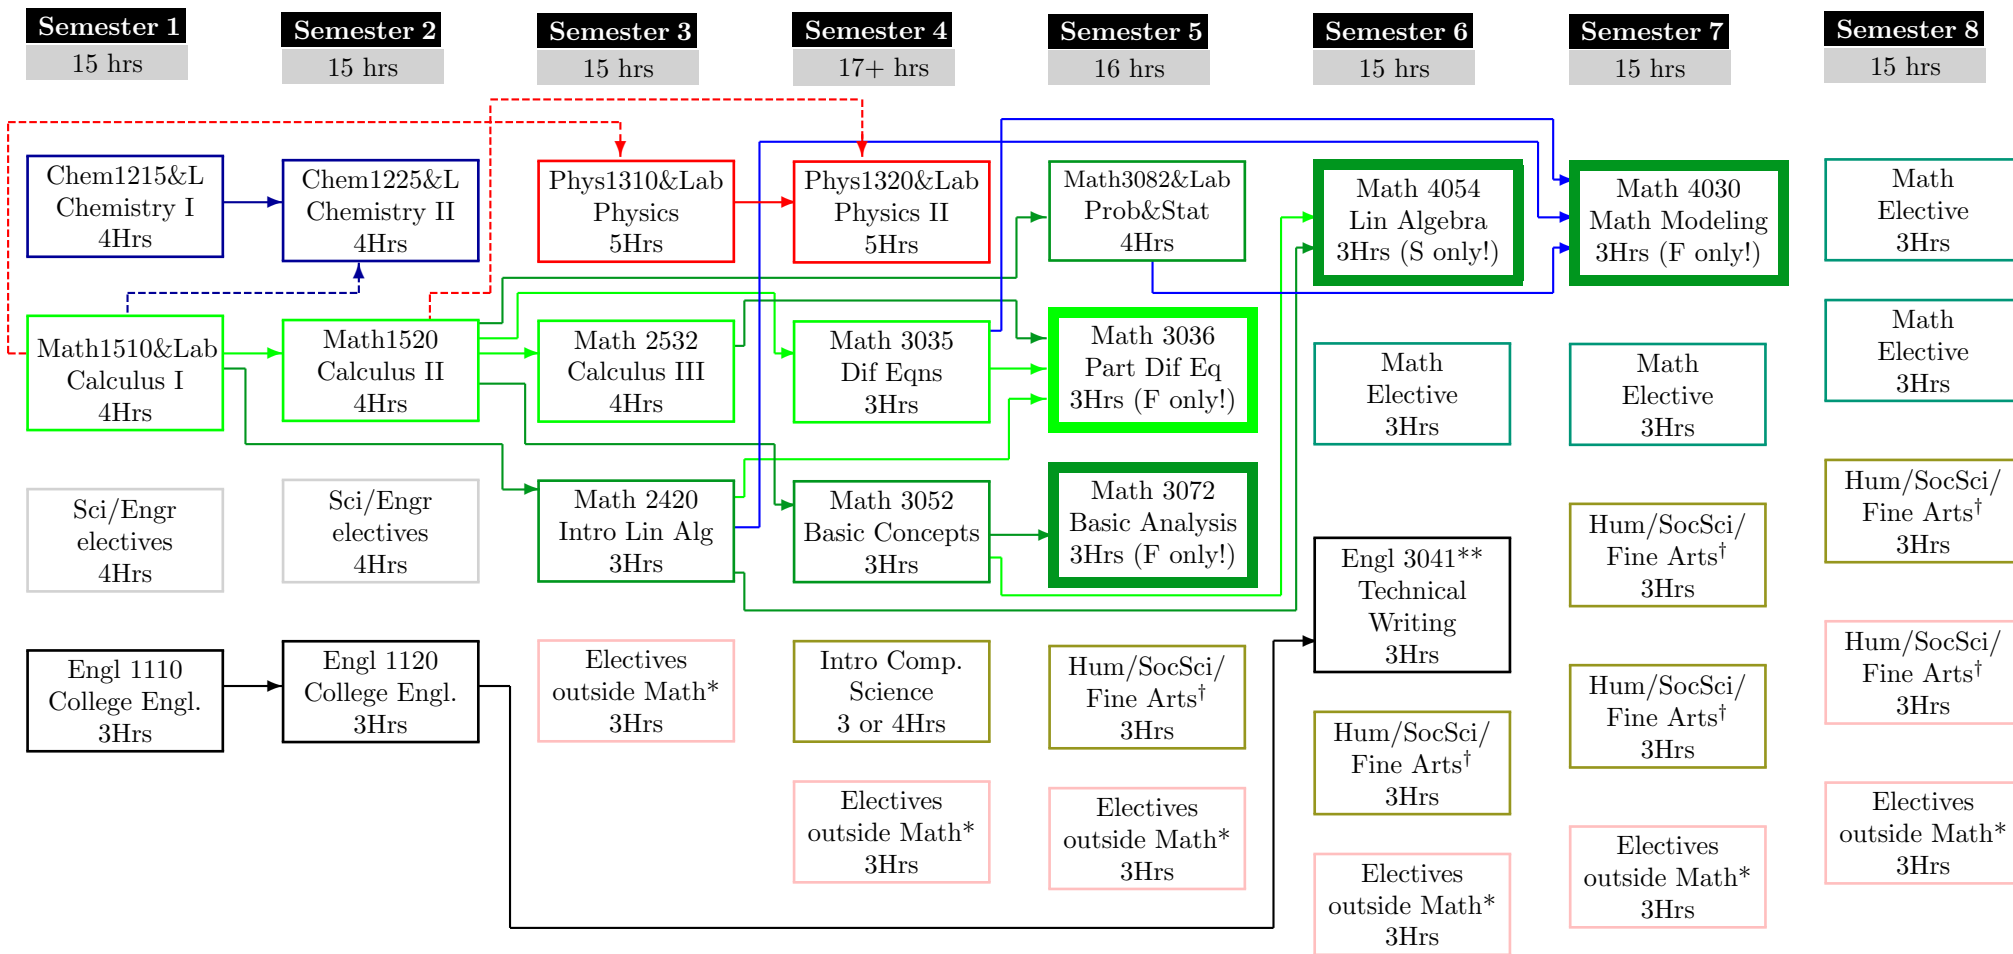 Semester 1
15 hrs
Chem1215&L
Chemistry I
4Hrs
Math1510&Lab
Calculus I
4Hrs
Sci/Engr
electives
4Hrs
Engl 1110
College Engl.
3Hrs
Semester 2
15 hrs
Chem1225&L
Chemistry II
4Hrs
Math1520
Calculus II
4Hrs
Sci/Engr
electives
4Hrs
Engl 1120
College Engl.
3Hrs
Semester 3
15 hrs
Phys1310&Lab
Physics
5Hrs
Math 2532
Calculus III
4Hrs
Math 2420
Intro Lin Alg
3Hrs
Electives
outside Math*
3Hrs
Semester 4
17+ hrs
Phys1320&Lab
Physics II
5Hrs
Math 3035
Dif Eqns
3Hrs
Math 3052
Basic Concepts
3Hrs
Intro Comp.
Science
3 or 4Hrs
Electives
outside Math*
3Hrs
Semester 5
16 hrs
Math3082&Lab
Prob&Stat
4Hrs
Math 3036
Part Dif Eq
3Hrs (F only!)
Math 3072
Basic Analysis
3Hrs (F only!)
Hum/SocSci/
Fine Arts†
3Hrs
Electives
outside Math*
3Hrs
Semester 6
15 hrs
Math 4054
Lin Algebra
3Hrs (S only!)
Math
Elective
3Hrs
Engl 3041**
Technical
Writing
3Hrs
Hum/SocSci/
Fine Arts†
3Hrs
Electives
outside Math*
3Hrs
Semester 7
15 hrs
Math 4030
Math Modeling
3Hrs (F only!)
Math
Elective
3Hrs
Hum/SocSci/
Fine Arts†
3Hrs
Hum/SocSci/
Fine Arts†
3Hrs
Electives
outside Math*
3Hrs
Semester 8
15 hrs
Math
Elective
3Hrs
Math
Elective
3Hrs
Hum/SocSci/
Fine Arts†
3Hrs
Hum/SocSci/
Fine Arts†
3Hrs
Electives
outside Math*
3Hrs